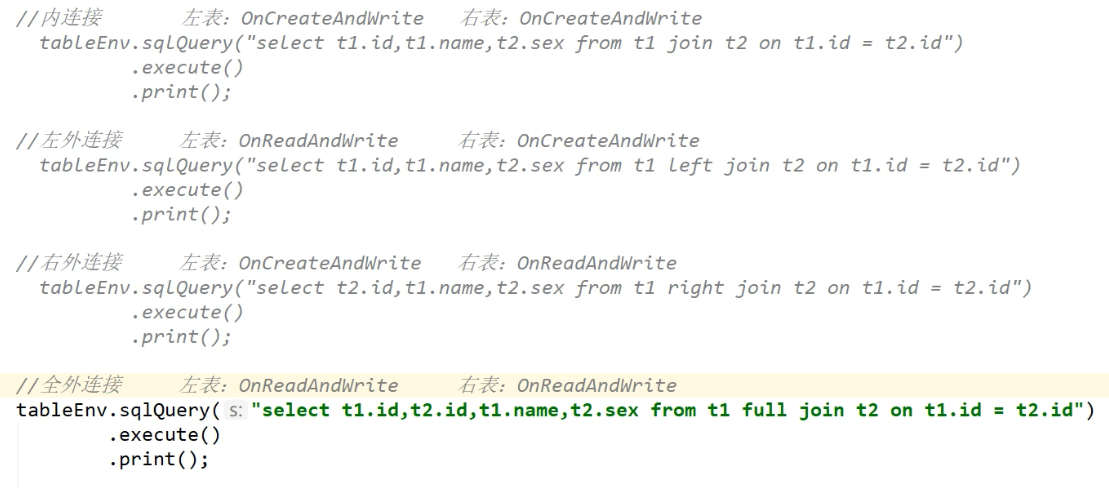 //内连接 左表：OnCreateAndWrite 右表：OnCreateAndWrite
tableEnv.sqlQuery("select t1.id,t1.name,t2.sex from t1 join t2 on t1.id = t2.id")
.execute()
.print();
//左外连接 左表：OnReadAndWrite 右表：OnCreateAndWrite
tableEnv.sqlQuery("select t1.id,t1.name,t2.sex from t1 left join t2 on t1.id = t2.id")
.execute()
.print();
//右外连接 左表：OnCreateAndWrite 右表：OnReadAndWrite
tableEnv.sqlQuery("select t2.id,t1.name,t2.sex from t1 right join t2 on t1.id = t2.id")
.execute()
.print();
//全外连接 左表：OnReadAndWrite 右表：OnReadAndWrite
tableEnv.sqlQuery( s: "select t1.id,t2.id,t1.name,t2.sex from t1 full join t2 on t1.id = t2.id")
.execute()
.print();